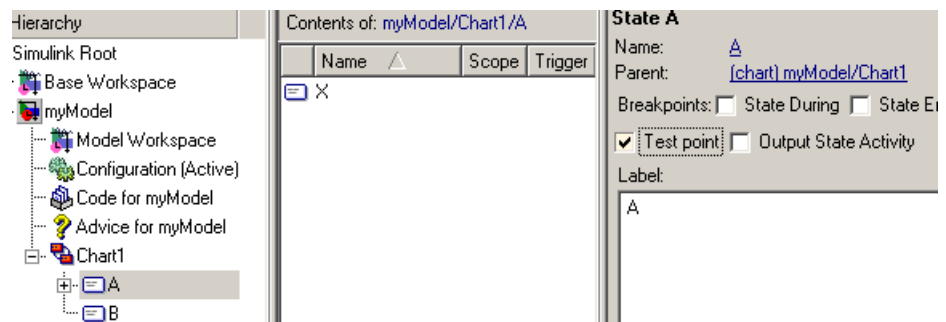 Hierarchy
Simulink Root
Base Workspace
myModel
Model Workspace
Configuration (Active)
Code for myModel
Advice for myModel
Chart1
A
B
Contents of: myModel/Chart1/A
Name Scope Trigger
X
State A
Name: A
Parent: (chart) myModel/Chart1
Breakpoints: State During State Er
Test point Output State Activity
Label:
A